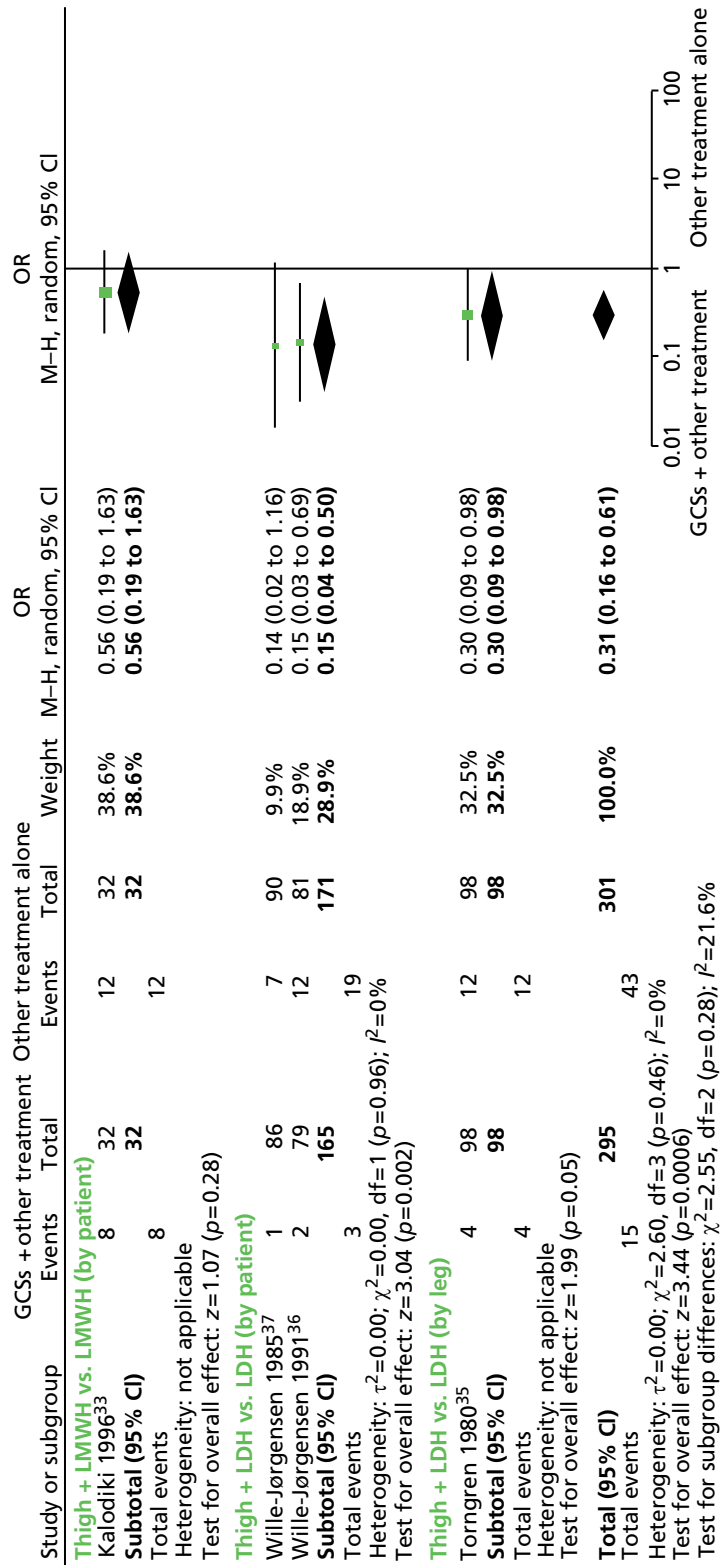 GCSs +other treatment Other treatment alone OR OR
Study or subgroup Events Total Events Total Weight M–H, random, 95% CI M–H, random, 95% CI
Thigh + LMWH vs. LMWH (by patient)
Kalodiki 1996³³ 8 32 12 32 38.6% 0.56 (0.19 to 1.63)
Subtotal (95% CI) 32 32 38.6% 0.56 (0.19 to 1.63)
Total events 8 12
Heterogeneity: not applicable
Test for overall effect: z=1.07 (p=0.28)
Thigh + LDH vs. LDH (by patient)
Wille-Jørgensen 1985³⁷ 1 86 7 90 9.9% 0.14 (0.02 to 1.16)
Wille-Jørgensen 1991³⁶ 2 79 12 81 18.9% 0.15 (0.03 to 0.69)
Subtotal (95% CI) 165 171 28.9% 0.15 (0.04 to 0.50)
Total events 3 19
Heterogeneity: τ²=0.00; χ²=0.00, df=1 (p=0.96); I²=0%
Test for overall effect: z=3.04 (p=0.002)
Thigh + LDH vs. LDH (by leg)
Torngren 1980³⁵ 4 98 12 98 32.5% 0.30 (0.09 to 0.98)
Subtotal (95% CI) 98 98 32.5% 0.30 (0.09 to 0.98)
Total events 4 12
Heterogeneity: not applicable
Test for overall effect: z=1.99 (p=0.05)
Total (95% CI) 295 301 100.0% 0.31 (0.16 to 0.61)
Total events 15 43
Heterogeneity: τ²=0.00; χ²=2.60, df=3 (p=0.46); I²=0%
Test for overall effect: z=3.44 (p=0.0006)
Test for subgroup differences: χ²=2.55, df=2 (p=0.28); I²=21.6%
0.01 0.1 1 10 100
GCSs + other treatment Other treatment alone